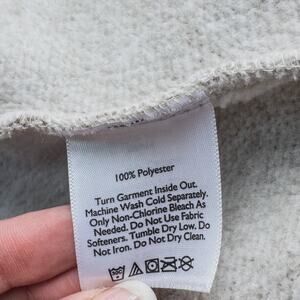 100% Polyester
Turn Garment Inside Out.
Machine Wash Cold Separately.
Only Non-Chlorine Bleach As
Needed. Do Not Use Fabric
Softeners. Tumble Dry Low. Do
Not Iron. Do Not Dry Clean.